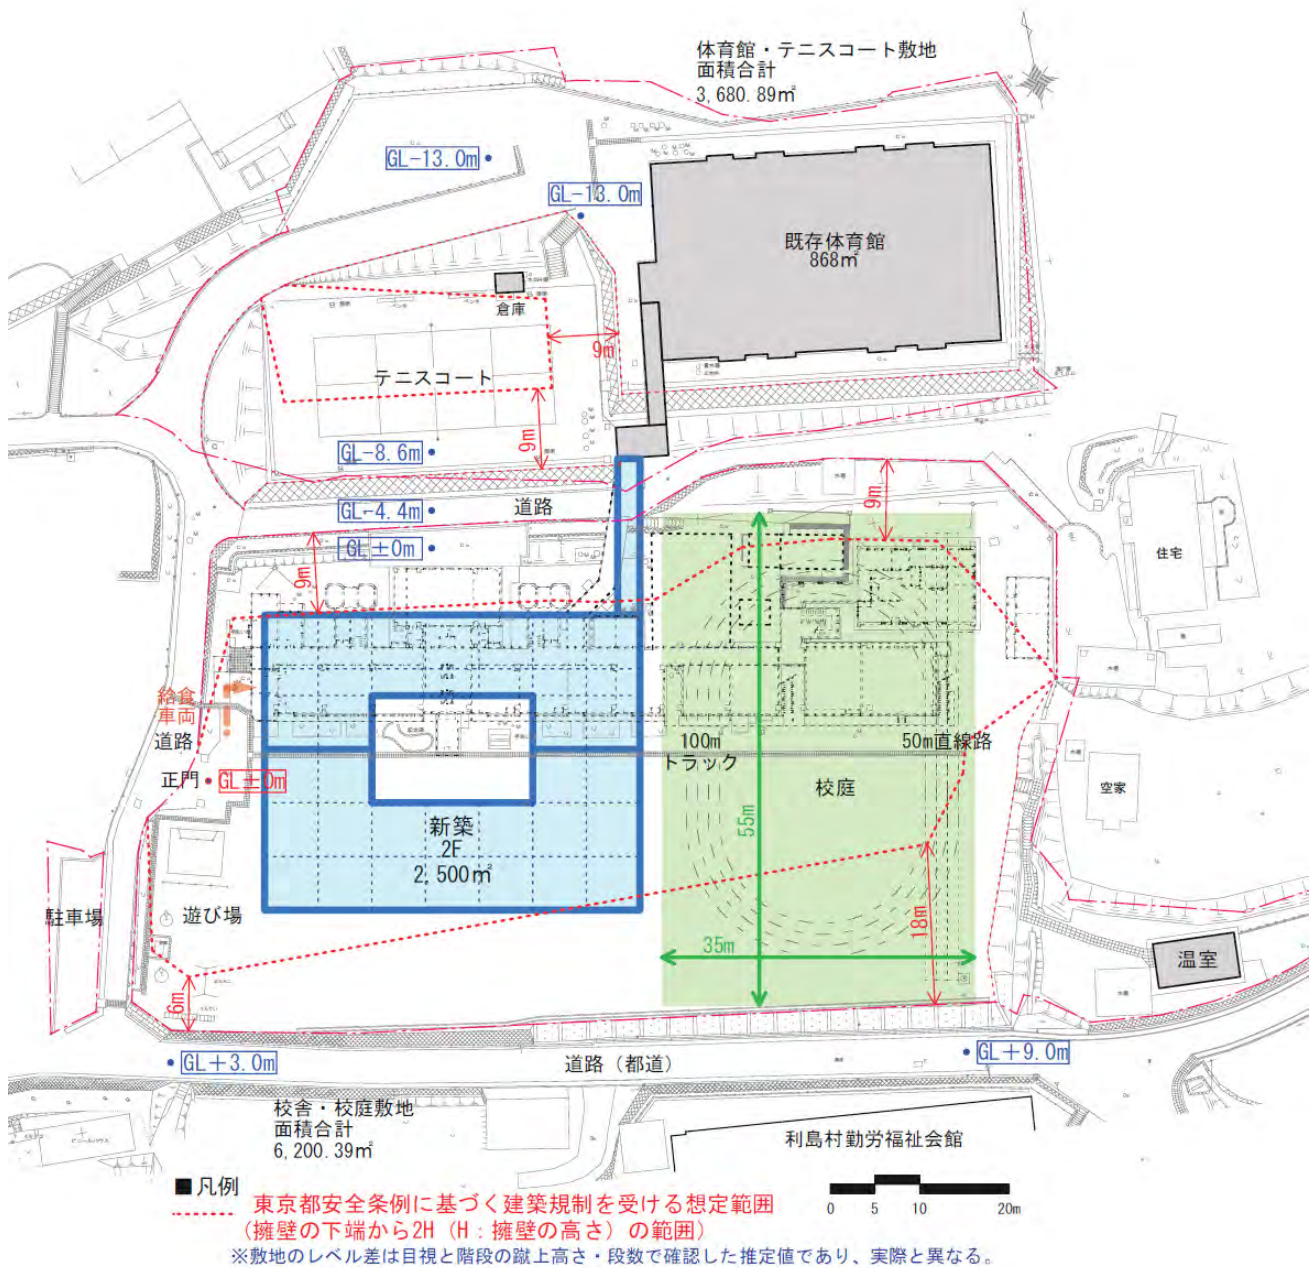 体育館・テニスコート敷地
面積合計
3,680.89㎡
GL-13.0m
GL-13.0m
既存体育館
868㎡
倉庫
9m
テニスコート
9m
GL-8.6m
道路
GL-4.4m
GL±0m
9m
9m
住宅
給食
車両
道路
正門
GL±0m
100m
トラック
50m直線路
校庭
空家
55m
新築
2F
2,500㎡
駐車場
遊び場
18m
35m
6m
温室
GL+3.0m
道路（都道）
GL+9.0m
校舎・校庭敷地
面積合計
6,200.39㎡
利島村勤労福祉会館
■凡例
東京都安全条例に基づく建築規制を受ける想定範囲
（擁壁の下端から2H（H：擁壁の高さ）の範囲）
0 5 10 20m
※敷地のレベル差は目視と階段の蹴上高さ・段数で確認した推定値であり、実際と異なる。